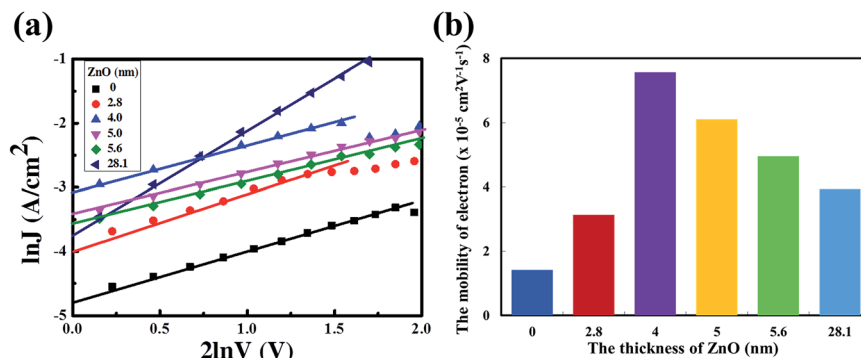 (a)
lnJ (A/cm²)
-1
-2
-3
-4
-5
ZnO (nm)
0
2.8
4.0
5.0
5.6
28.1
0.0 0.5 1.0 1.5 2.0
2lnV (V)
(b)
The mobility of electron (x 10⁻⁵ cm²V⁻¹s⁻¹)
8
6
4
2
0
0 2.8 4 5 5.6 28.1
The thickness of ZnO (nm)